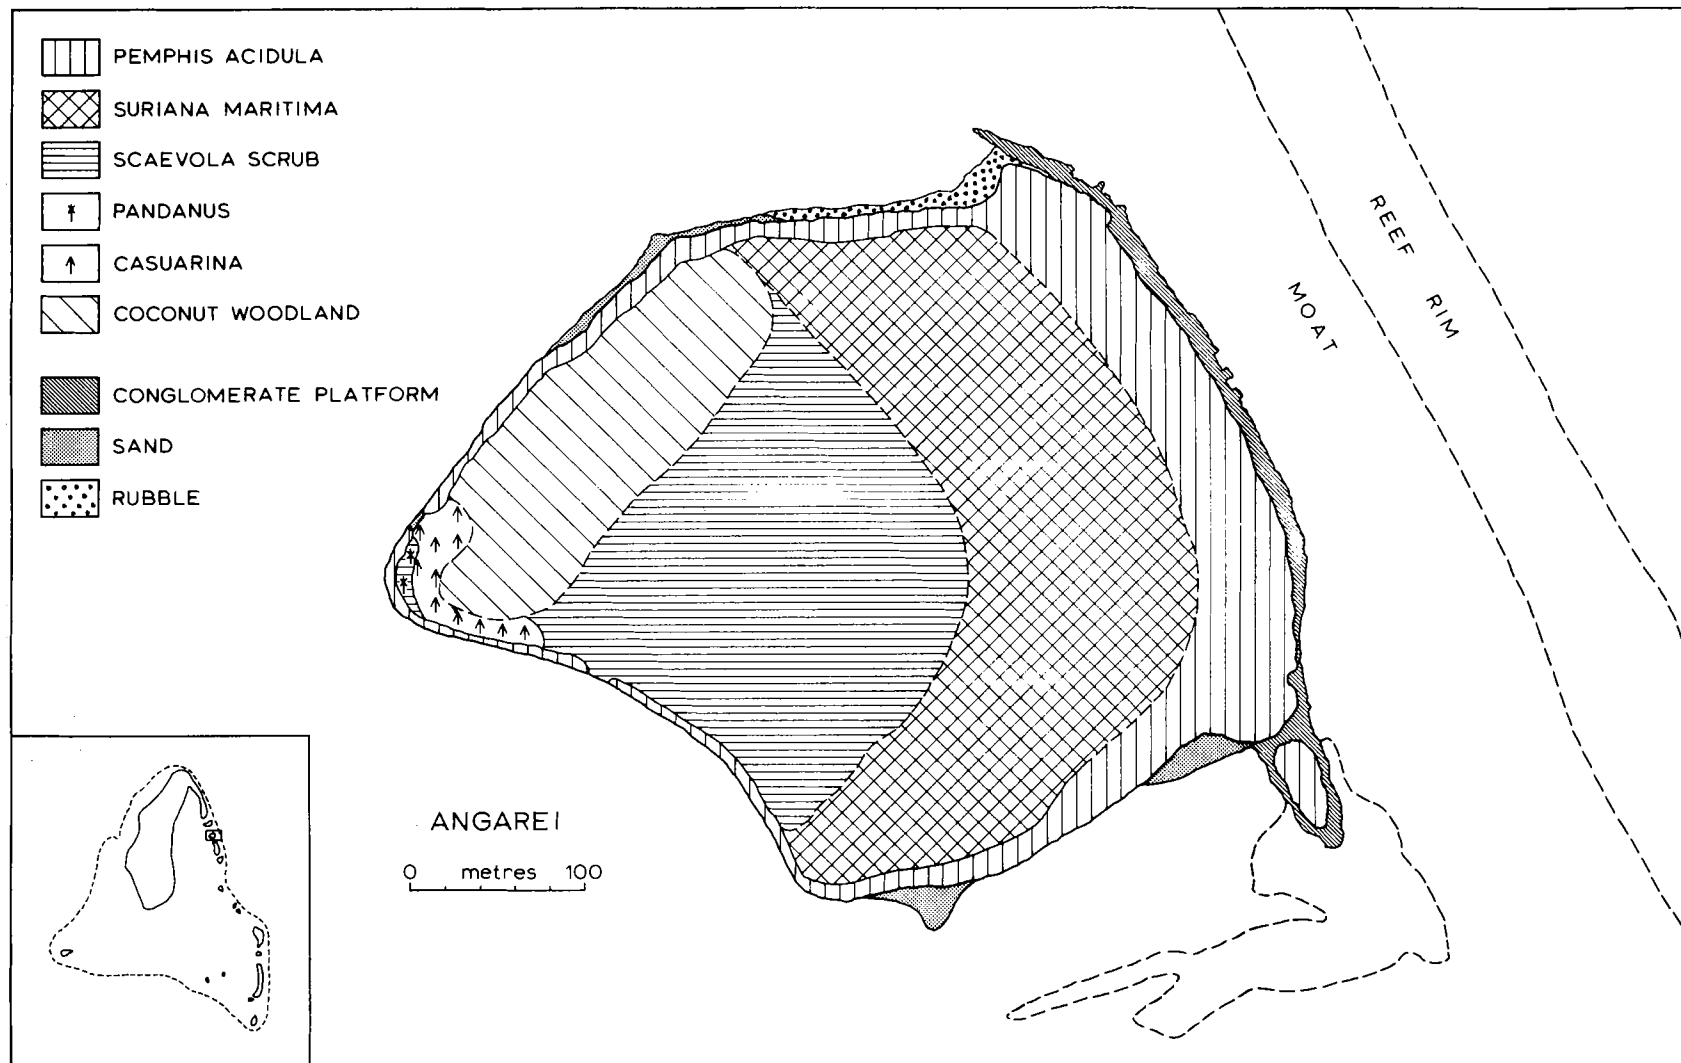 PEMPHIS ACIDULA
SURIANA MARITIMA
SCAEVOLA SCRUB
PANDANUS
CASUARINA
COCONUT WOODLAND
CONGLOMERATE PLATFORM
SAND
RUBBLE
REEF RIM
MOAT
ANGAREI
0 metres 100